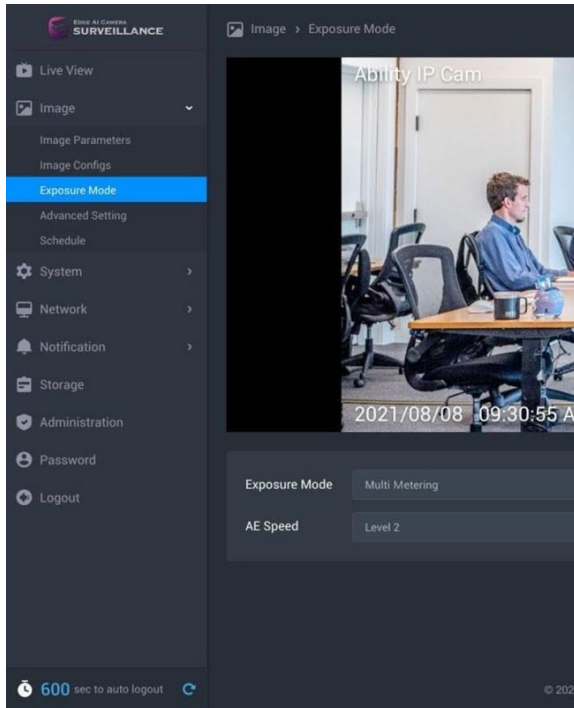 EDGE AI CAMERA
SURVEILLANCE
Live View
Image
Image Parameters
Image Configs
Exposure Mode
Advanced Setting
Schedule
System
Network
Notification
Storage
Administration
Password
Logout
600 sec to auto logout
Image › Exposure Mode
Ability IP Cam
2021/08/08 09:30:55 A
Exposure Mode
Multi Metering
AE Speed
Level 2
© 202